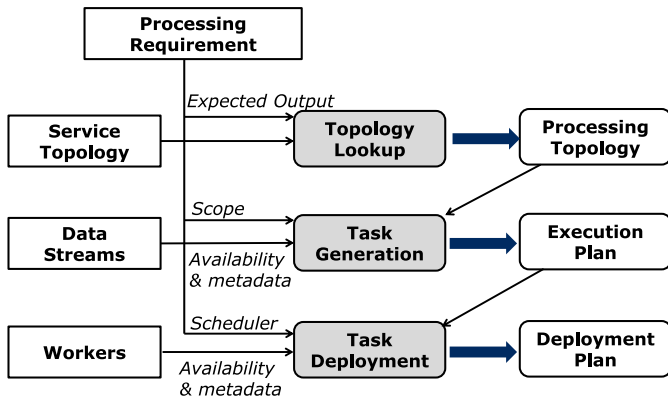 Processing
Requirement
Expected Output
Service
Topology
Topology
Lookup
Processing
Topology
Scope
Data
Streams
Availability
& metadata
Task
Generation
Execution
Plan
Scheduler
Workers
Availability
& metadata
Task
Deployment
Deployment
Plan